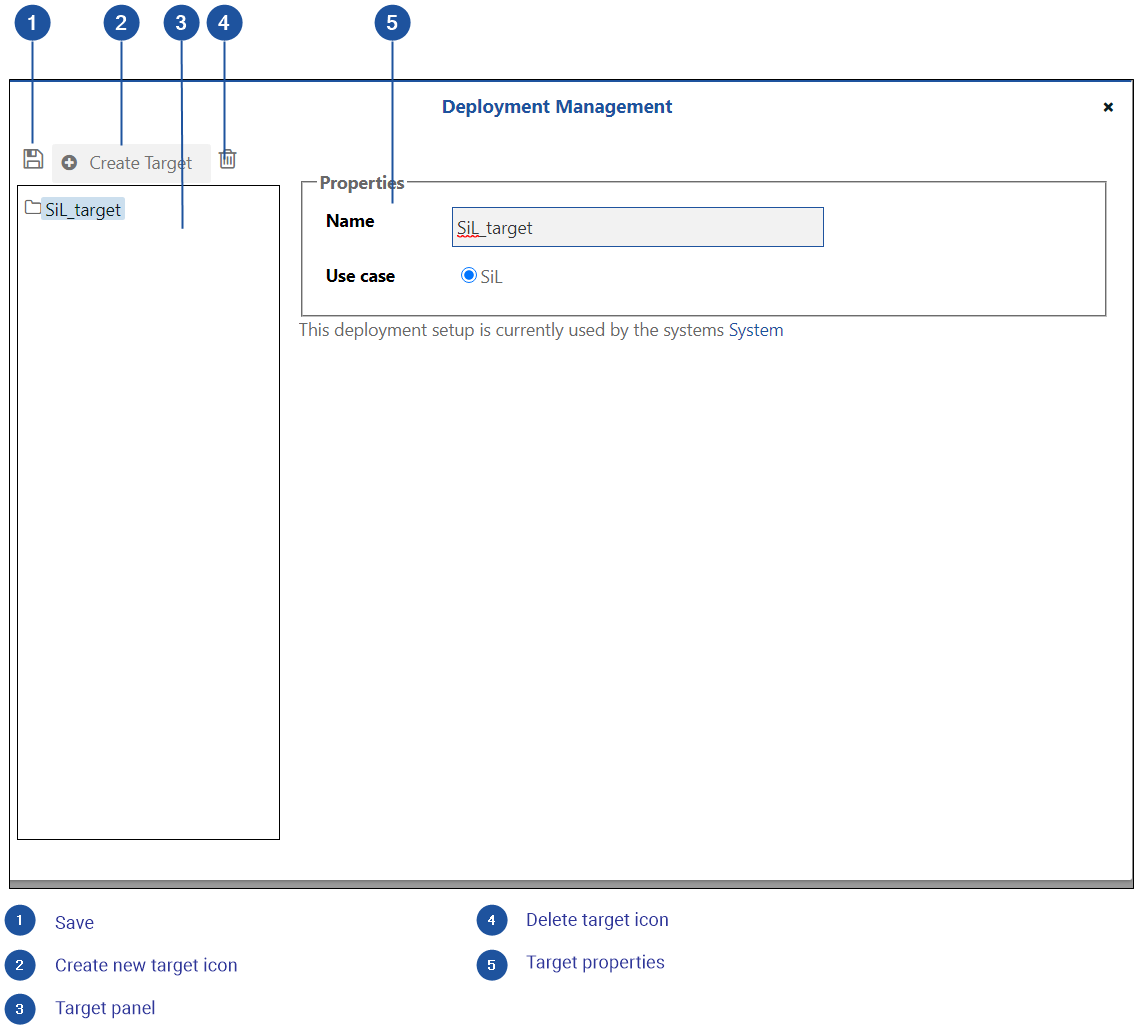 1 2 3 4 5
Deployment Management
Create Target
SiL_target
Properties
Name
SiL_target
Use case
SiL
This deployment setup is currently used by the systems System
1 Save
2 Create new target icon
3 Target panel
4 Delete target icon
5 Target properties